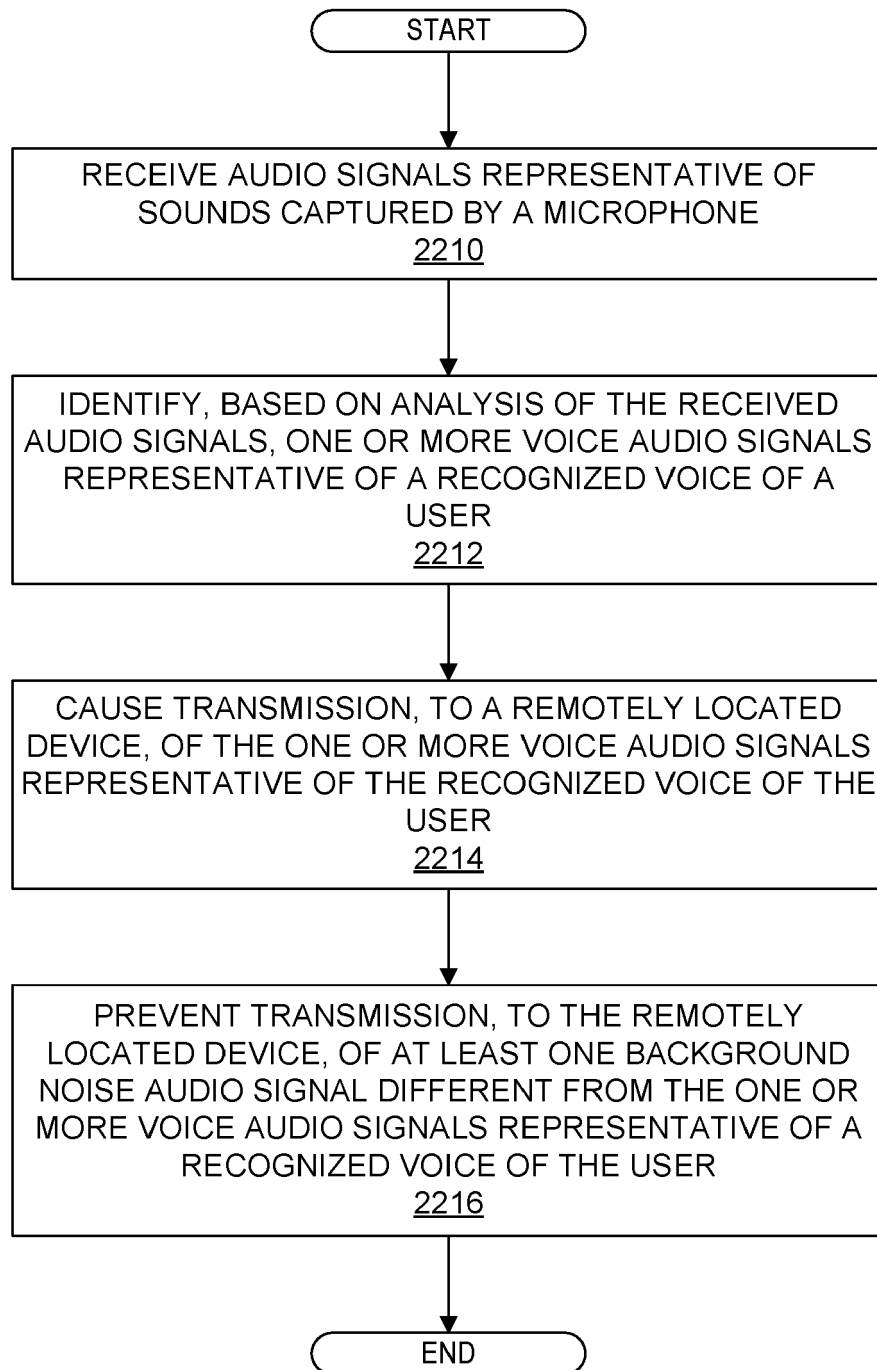 START
RECEIVE AUDIO SIGNALS REPRESENTATIVE OF
SOUNDS CAPTURED BY A MICROPHONE
2210
IDENTIFY, BASED ON ANALYSIS OF THE RECEIVED
AUDIO SIGNALS, ONE OR MORE VOICE AUDIO SIGNALS
REPRESENTATIVE OF A RECOGNIZED VOICE OF A
USER
2212
CAUSE TRANSMISSION, TO A REMOTELY LOCATED
DEVICE, OF THE ONE OR MORE VOICE AUDIO SIGNALS
REPRESENTATIVE OF THE RECOGNIZED VOICE OF THE
USER
2214
PREVENT TRANSMISSION, TO THE REMOTELY
LOCATED DEVICE, OF AT LEAST ONE BACKGROUND
NOISE AUDIO SIGNAL DIFFERENT FROM THE ONE OR
MORE VOICE AUDIO SIGNALS REPRESENTATIVE OF A
RECOGNIZED VOICE OF THE USER
2216
END